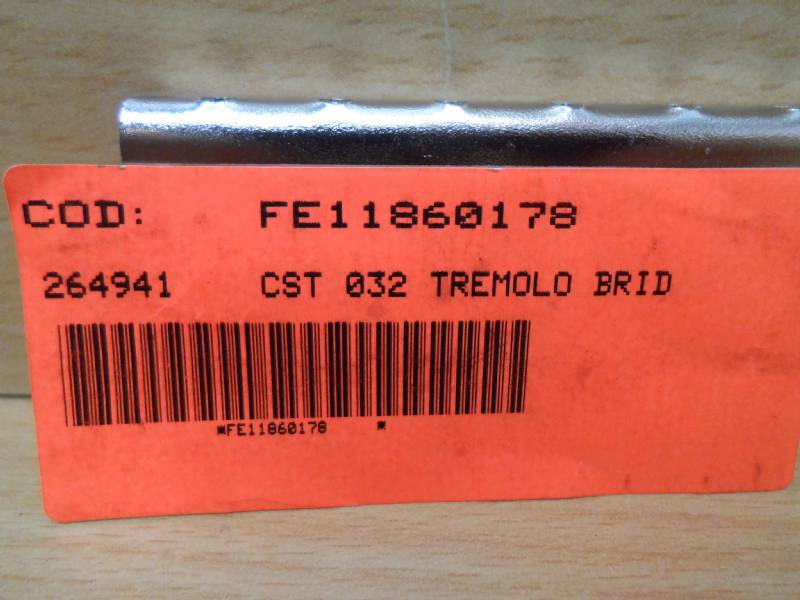 COD: FE11860178
264941 CST 032 TREMOLO BRID
*FE11860178 *